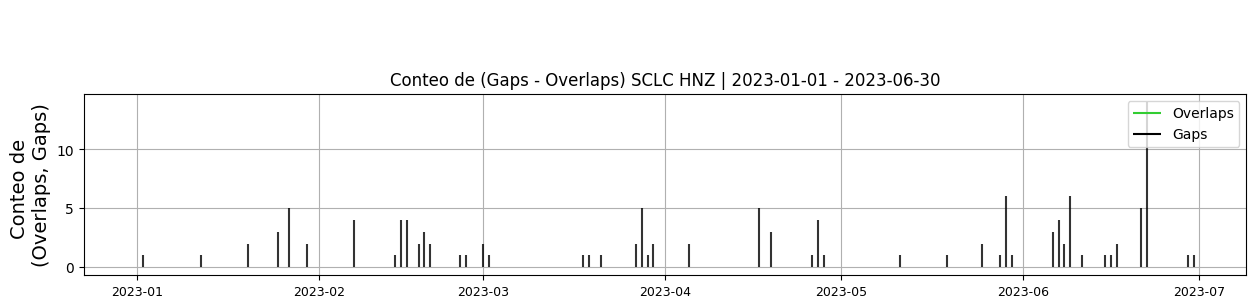 Conteo de (Gaps - Overlaps) SCLC HNZ | 2023-01-01 - 2023-06-30
Conteo de
(Overlaps, Gaps)
10
5
0
Overlaps
Gaps
2023-01 2023-02 2023-03 2023-04 2023-05 2023-06 2023-07